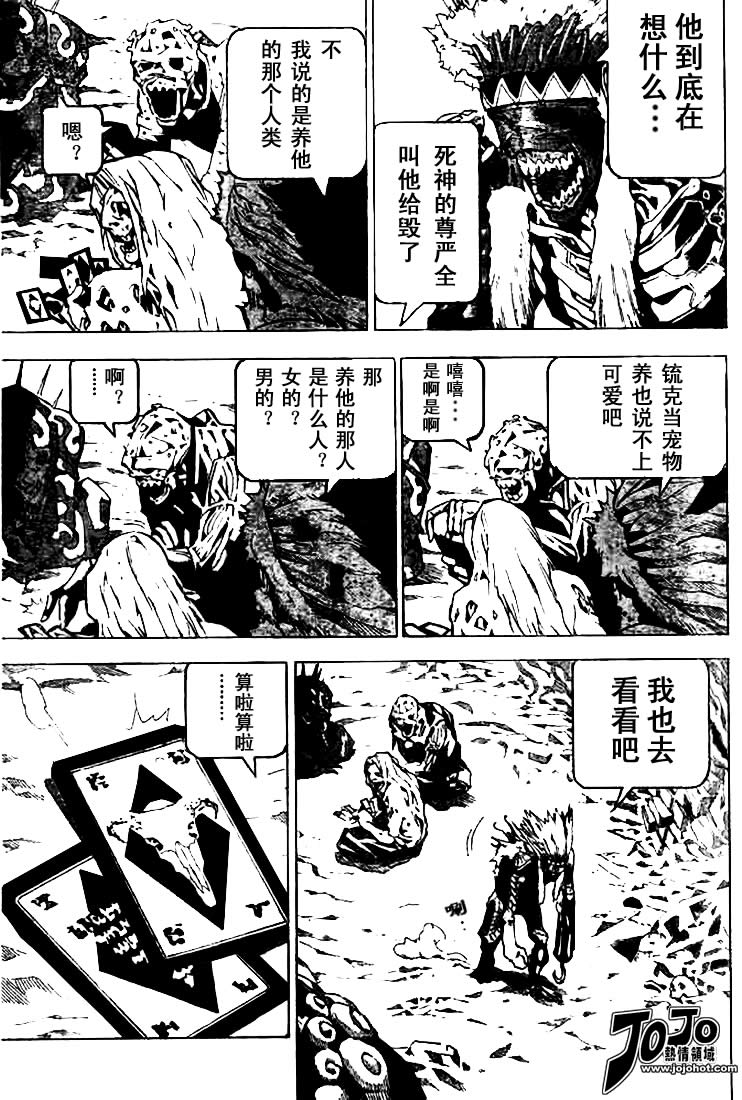 他到底在
想什么…
死神的尊严全
叫他给毁了
不
我说的是养他
的那个人类
嗯？
锍克当宠物
养也说不上
可爱吧
嘻嘻…
是啊是啊
那
养他的那人
是什么人？
女的？
男的？
啊？
……
我也去
看看吧
唰
算啦算啦
………
JOJO
熱情領域
www.jojohot.com